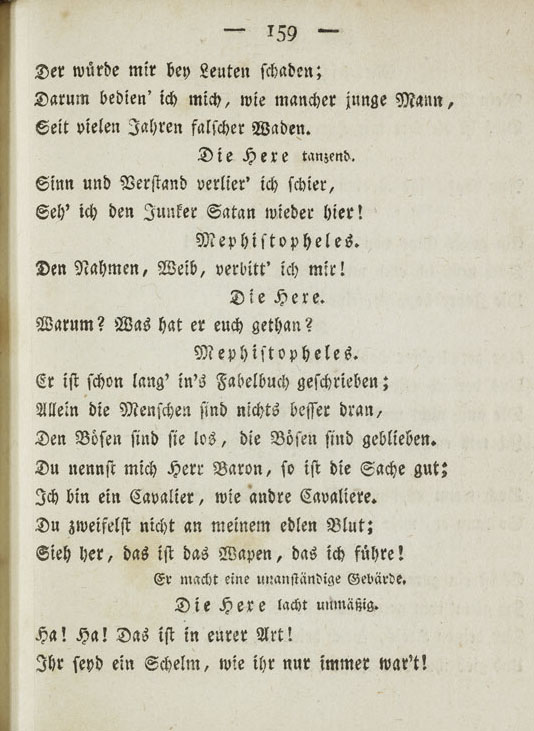 — 159 —
Der würde mir bey Leuten schaden;
Darum bedien' ich mich, wie mancher junge Mann,
Seit vielen Jahren falscher Waden.
Die Hexe tanzend.
Sinn und Verstand verlier' ich schier,
Seh' ich den Junker Satan wieder hier!
Mephistopheles.
Den Nahmen, Weib, verbitt' ich mir!
Die Hexe.
Warum? Was hat er euch gethan?
Mephistopheles.
Er ist schon lang' in's Fabelbuch geschrieben;
Allein die Menschen sind nichts besser dran,
Den Bösen sind sie los, die Bösen sind geblieben.
Du nennst mich Herr Baron, so ist die Sache gut;
Ich bin ein Cavalier, wie andre Cavaliere.
Du zweifelst nicht an meinem edlen Blut;
Sieh her, das ist das Wapen, das ich führe!
Er macht eine unanständige Gebärde.
Die Hexe lacht unmäßig.
Ha! Ha! Das ist in eurer Art!
Ihr seyd ein Schelm, wie ihr nur immer war't!